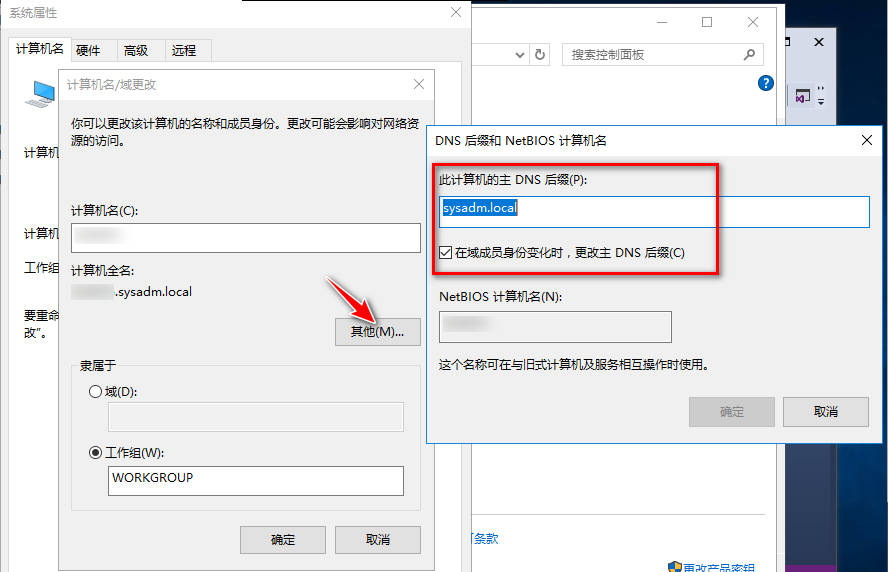 系统属性
计算机名 硬件 高级 远程
计算机
计算机
工作组
要重命
改"。
计算机名/域更改
你可以更改该计算机的名称和成员身份。更改可能会影响对网络资
源的访问。
计算机名(C):
计算机全名:
.sysadm.local
其他(M)...
隶属于
域(D):
工作组(W):
WORKGROUP
确定 取消
搜索控制面板
DNS 后缀和 NetBIOS 计算机名
此计算机的主 DNS 后缀(P):
sysadm.local
在域成员身份变化时，更改主 DNS 后缀(C)
NetBIOS 计算机名(N):
这个名称可在与旧式计算机及服务相互操作时使用。
确定 取消
条款
更改产品密钥